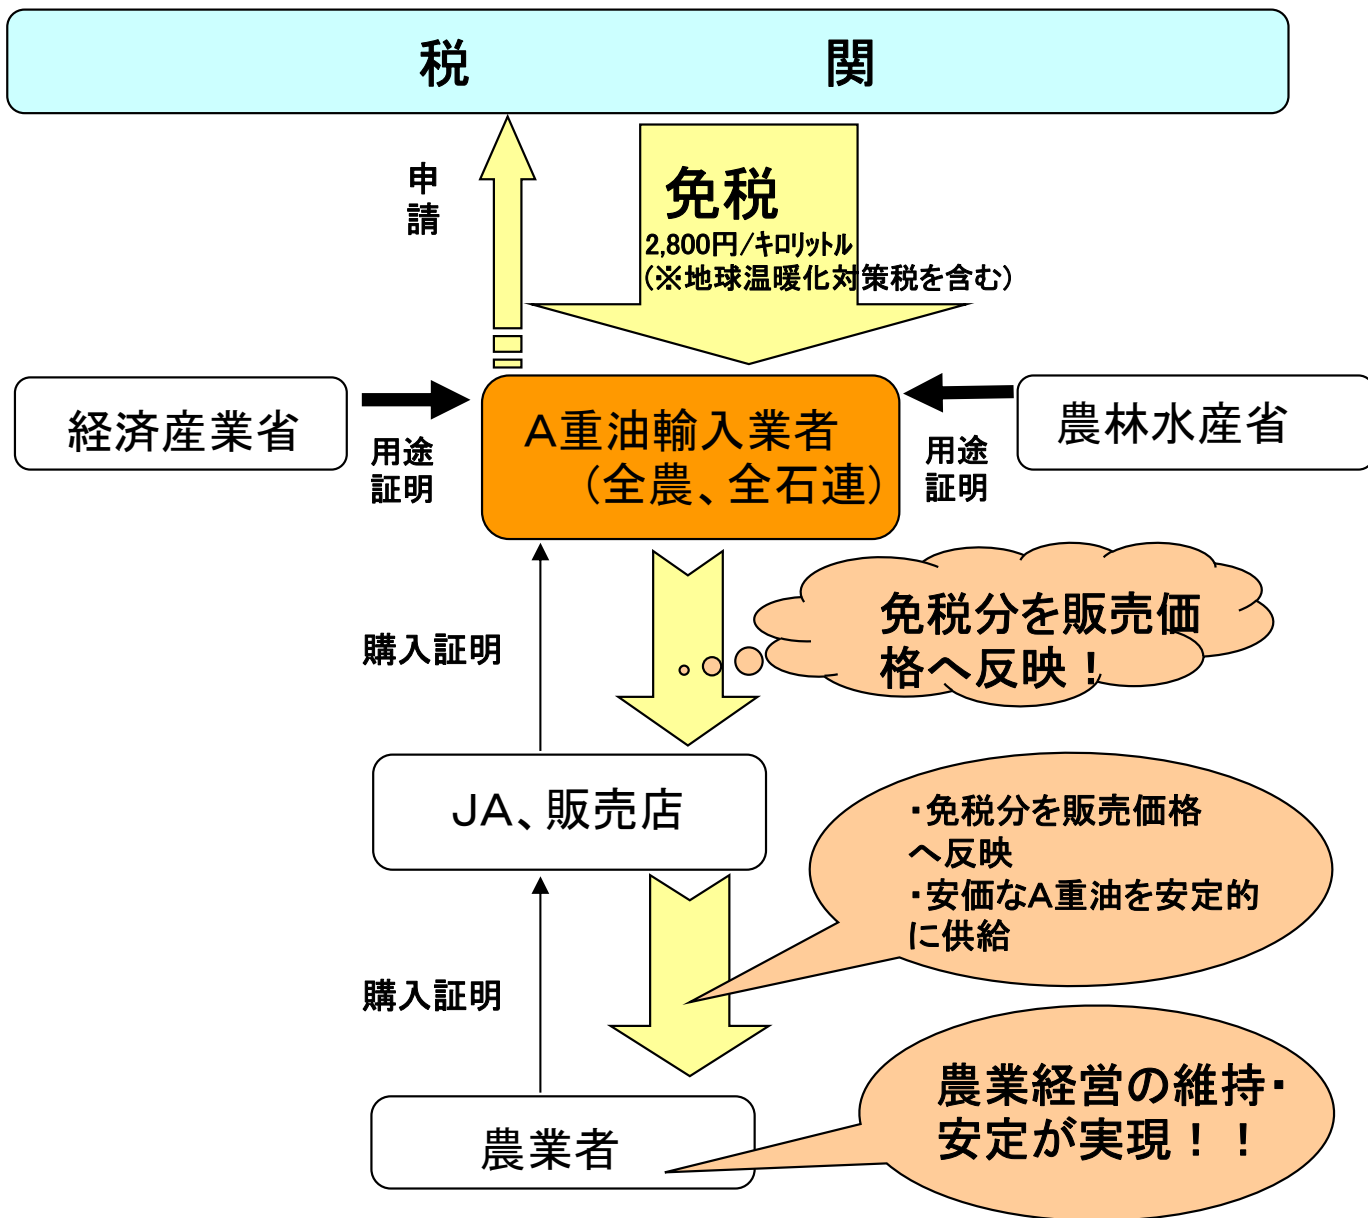 税　関
申
請
免税
2,800円/キロリットル
(※地球温暖化対策税を含む)
経済産業省
用途
証明
A重油輸入業者
(全農、全石連)
農林水産省
用途
証明
購入証明
免税分を販売価
格へ反映！
JA、販売店
・免税分を販売価格
へ反映
・安価なA重油を安定的
に供給
購入証明
農業者
農業経営の維持・
安定が実現！！